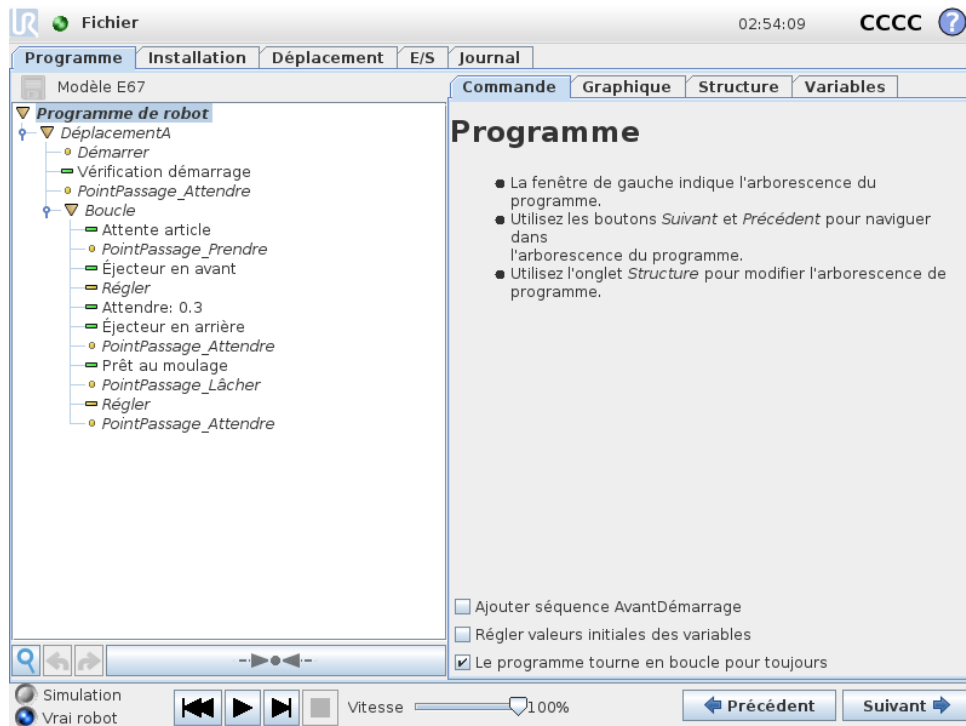 UR Fichier 02:54:09 CCCC ?
Programme Installation Déplacement E/S Journal
Modèle E67
Programme de robot
DéplacementA
Démarrer
Vérification démarrage
PointPassage_Attendre
Boucle
Attente article
PointPassage_Prendre
Éjecteur en avant
Régler
Attendre: 0.3
Éjecteur en arrière
PointPassage_Attendre
Prêt au moulage
PointPassage_Lâcher
Régler
PointPassage_Attendre
Commande Graphique Structure Variables
Programme
La fenêtre de gauche indique l'arborescence du
programme.
Utilisez les boutons Suivant et Précédent pour naviguer
dans
l'arborescence du programme.
Utilisez l'onglet Structure pour modifier l'arborescence de
programme.
Ajouter séquence AvantDémarrage
Régler valeurs initiales des variables
Le programme tourne en boucle pour toujours
Simulation
Vrai robot
Vitesse 100%
Précédent Suivant